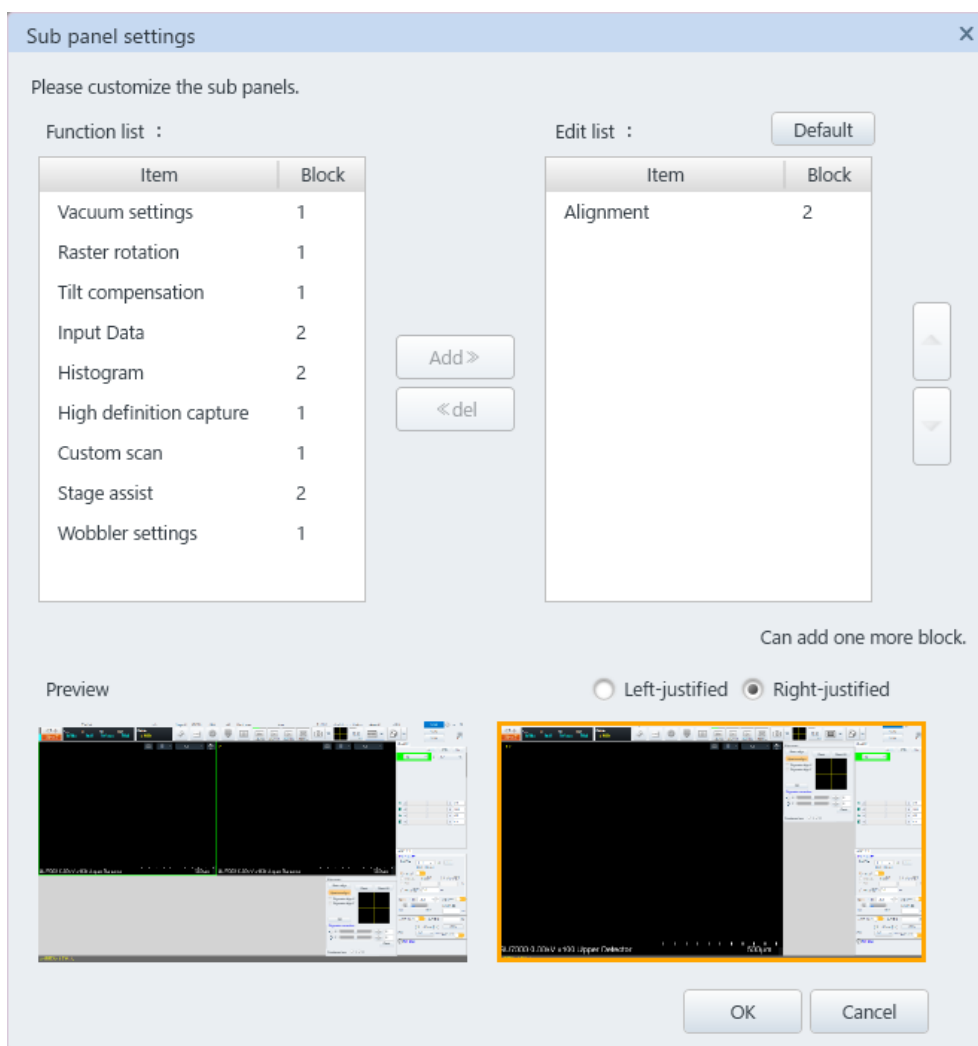 Sub panel settings
Please customize the sub panels.
Function list :
Edit list :
Default
Item Block
Vacuum settings 1
Raster rotation 1
Tilt compensation 1
Input Data 2
Histogram 2
High definition capture 1
Custom scan 1
Stage assist 2
Wobbler settings 1
Add≫
≪del
Item Block
Alignment 2
Can add one more block.
Preview
Left-justified
Right-justified
OK
Cancel